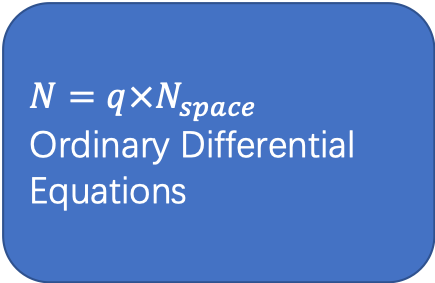 N = q×N_space
Ordinary Differential
Equations